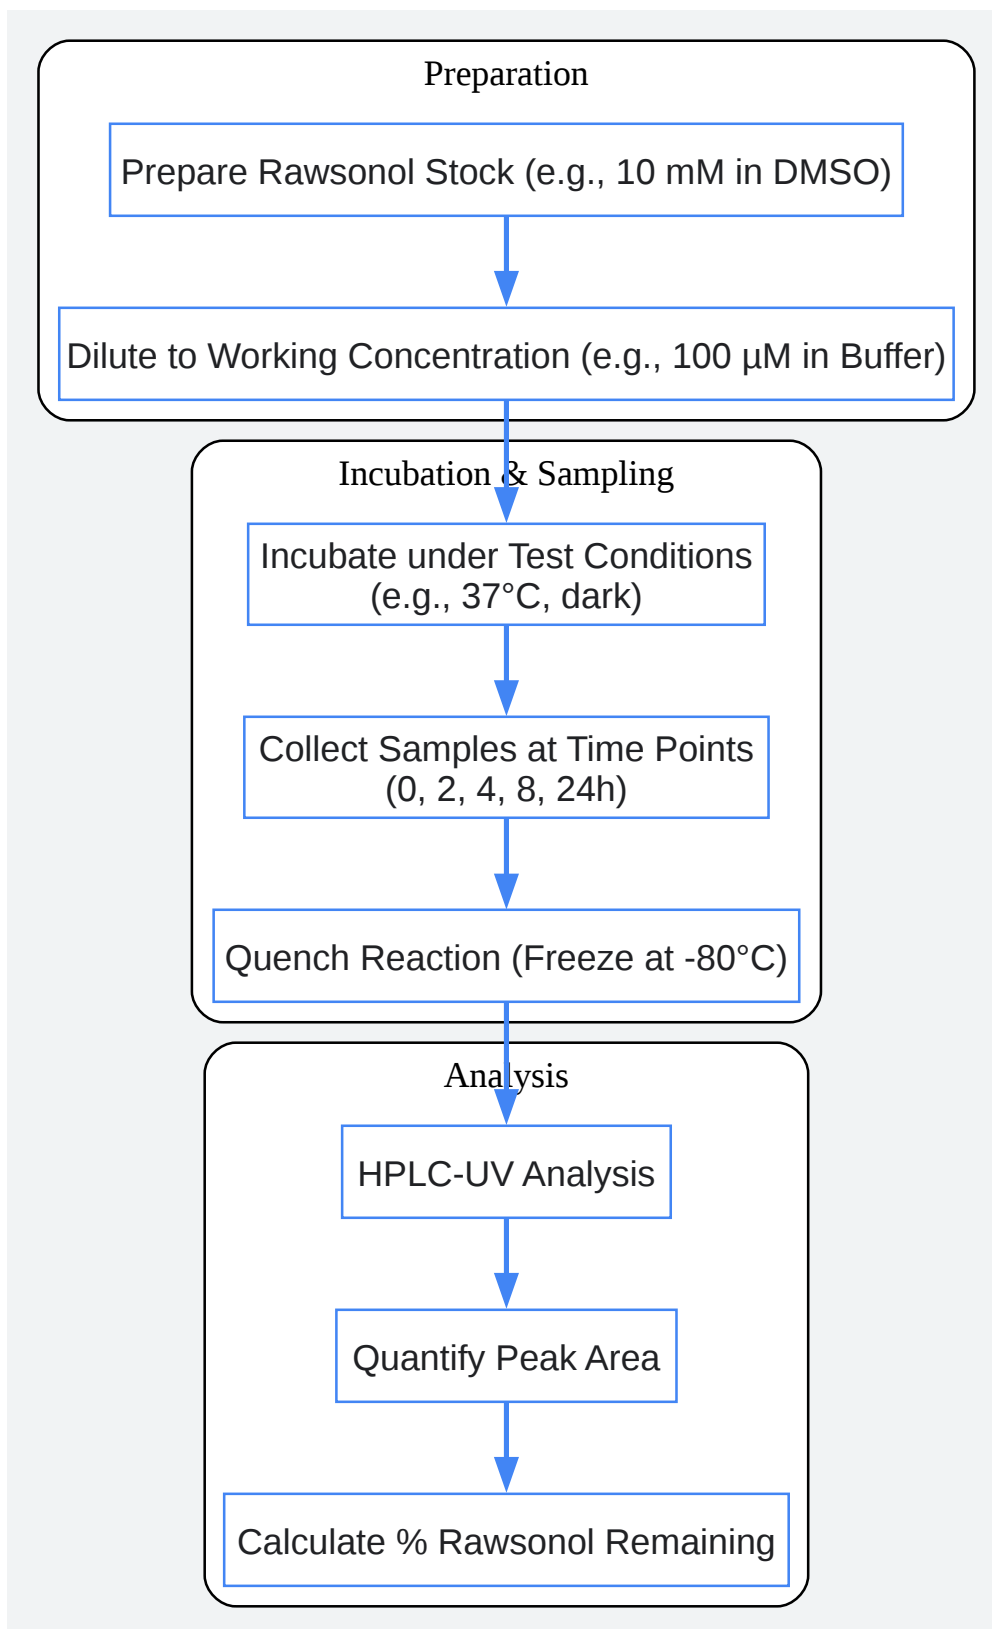 Preparation
Prepare Rawsonol Stock (e.g., 10 mM in DMSO)
Dilute to Working Concentration (e.g., 100 µM in Buffer)
Incubation & Sampling
Incubate under Test Conditions
(e.g., 37°C, dark)
Collect Samples at Time Points
(0, 2, 4, 8, 24h)
Quench Reaction (Freeze at -80°C)
Analysis
HPLC-UV Analysis
Quantify Peak Area
Calculate % Rawsonol Remaining